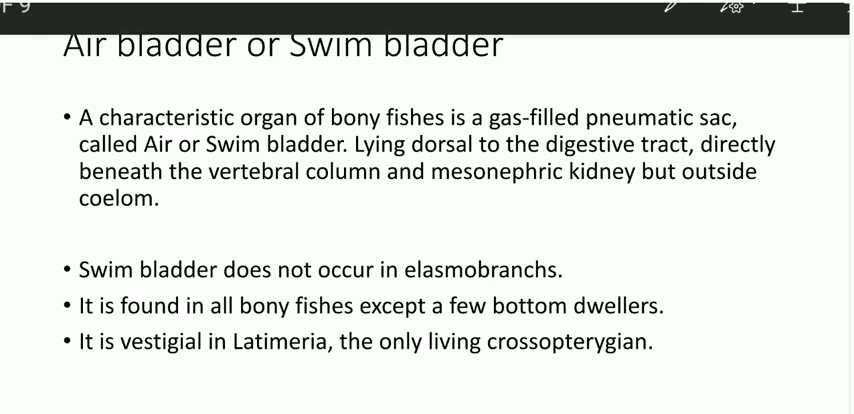 F 9
Air bladder or Swim bladder
• A characteristic organ of bony fishes is a gas-filled pneumatic sac,
called Air or Swim bladder. Lying dorsal to the digestive tract, directly
beneath the vertebral column and mesonephric kidney but outside
coelom.
• Swim bladder does not occur in elasmobranchs.
• It is found in all bony fishes except a few bottom dwellers.
• It is vestigial in Latimeria, the only living crossopterygian.